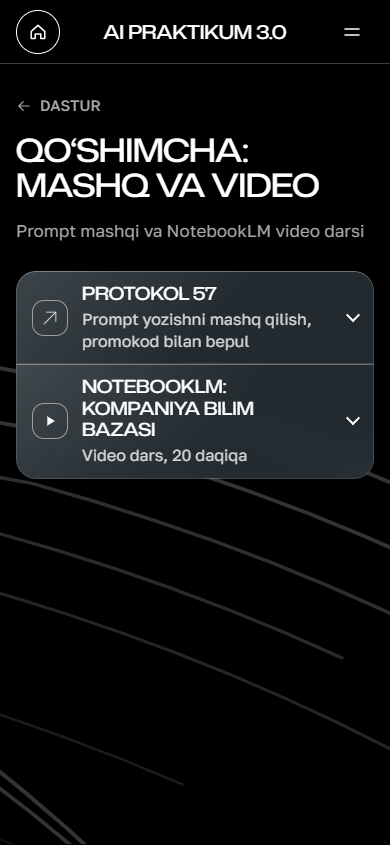 AI PRAKTIKUM 3.0
← DASTUR
QO‘SHIMCHA:
MASHQ VA VIDEO
Prompt mashqi va NotebookLM video darsi
PROTOKOL 57
Prompt yozishni mashq qilish,
promokod bilan bepul
NOTEBOOKLM:
KOMPANIYA BILIM
BAZASI
Video dars, 20 daqiqa